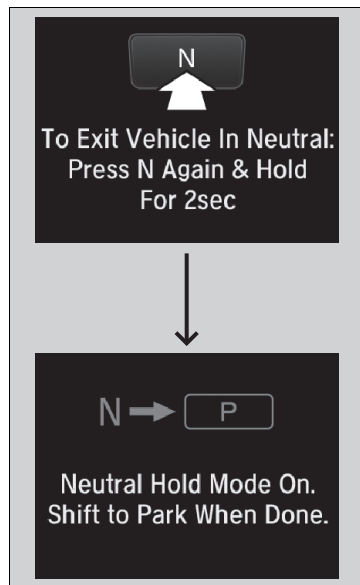 N
To Exit Vehicle In Neutral:
Press N Again & Hold
For 2sec
N P
Neutral Hold Mode On.
Shift to Park When Done.